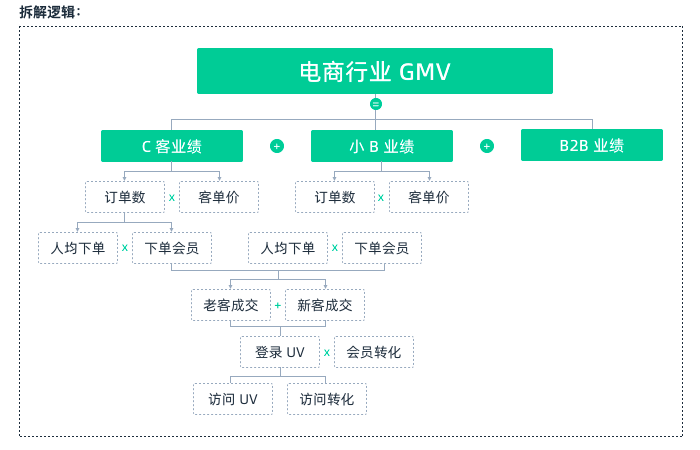 拆解逻辑：
电商行业 GMV
=
C 客业绩 + 小 B 业绩 + B2B 业绩
订单数 x 客单价 订单数 x 客单价
人均下单 x 下单会员 人均下单 x 下单会员
老客成交 + 新客成交
登录 UV x 会员转化
访问 UV 访问转化